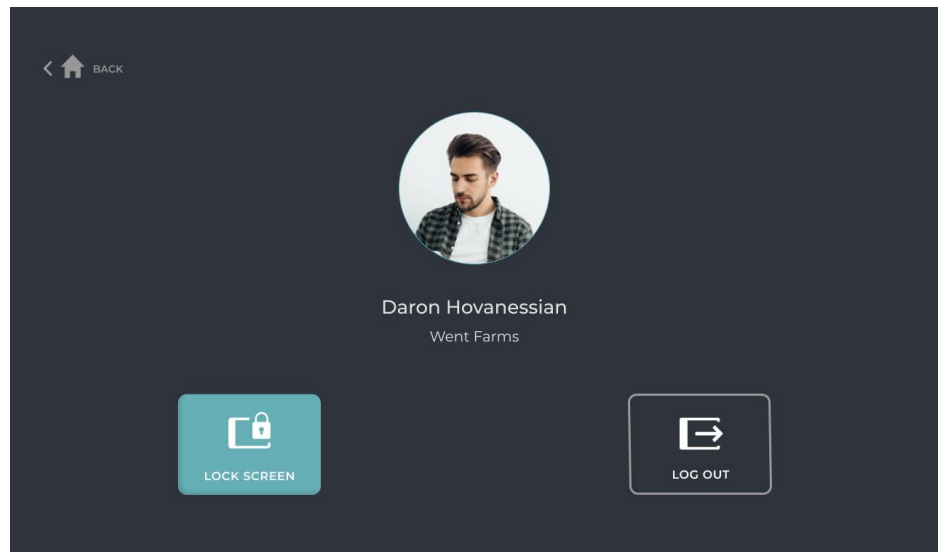 BACK
Daron Hovanessian
Went Farms
LOCK SCREEN
LOG OUT